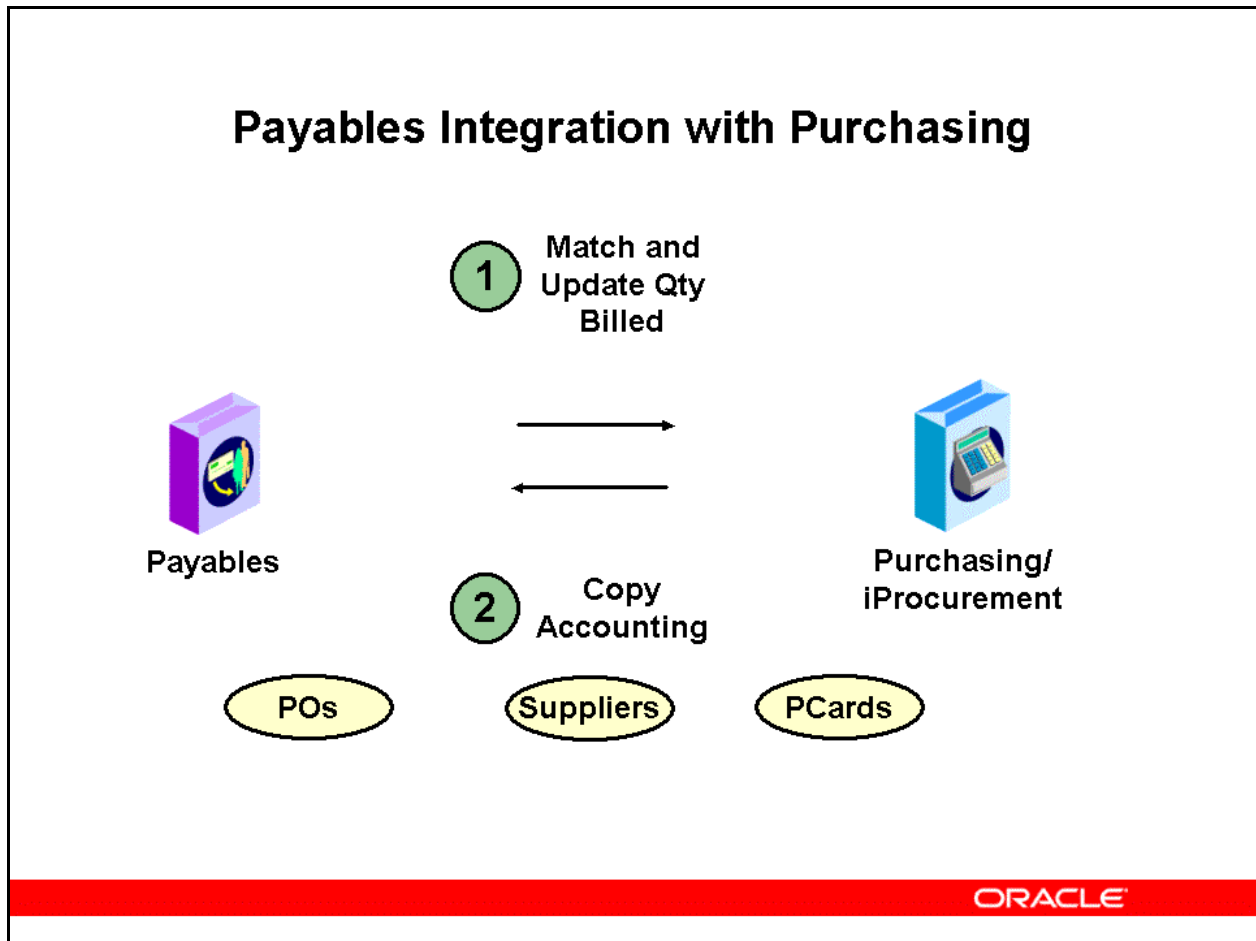 Payables Integration with Purchasing
1
Match and
Update Qty
Billed
Payables
Purchasing/
iProcurement
2
Copy
Accounting
POs
Suppliers
PCards
ORACLE